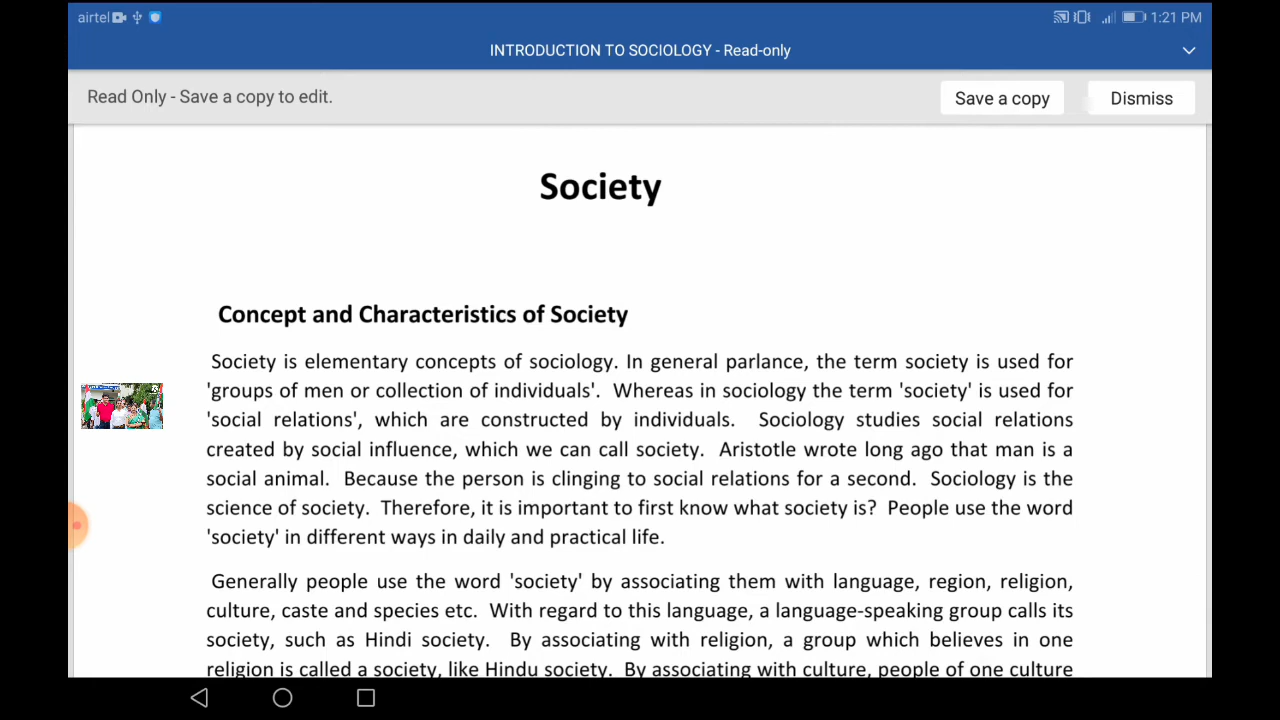 airtel 1:21 PM
INTRODUCTION TO SOCIOLOGY - Read-only
Read Only - Save a copy to edit. Save a copy Dismiss
Society
Concept and Characteristics of Society
Society is elementary concepts of sociology. In general parlance, the term society is used for
'groups of men or collection of individuals'. Whereas in sociology the term 'society' is used for
'social relations', which are constructed by individuals. Sociology studies social relations
created by social influence, which we can call society. Aristotle wrote long ago that man is a
social animal. Because the person is clinging to social relations for a second. Sociology is the
science of society. Therefore, it is important to first know what society is? People use the word
'society' in different ways in daily and practical life.
Generally people use the word 'society' by associating them with language, region, religion,
culture, caste and species etc. With regard to this language, a language-speaking group calls its
society, such as Hindi society. By associating with religion, a group which believes in one
religion is called a society, like Hindu society. By associating with culture, people of one culture